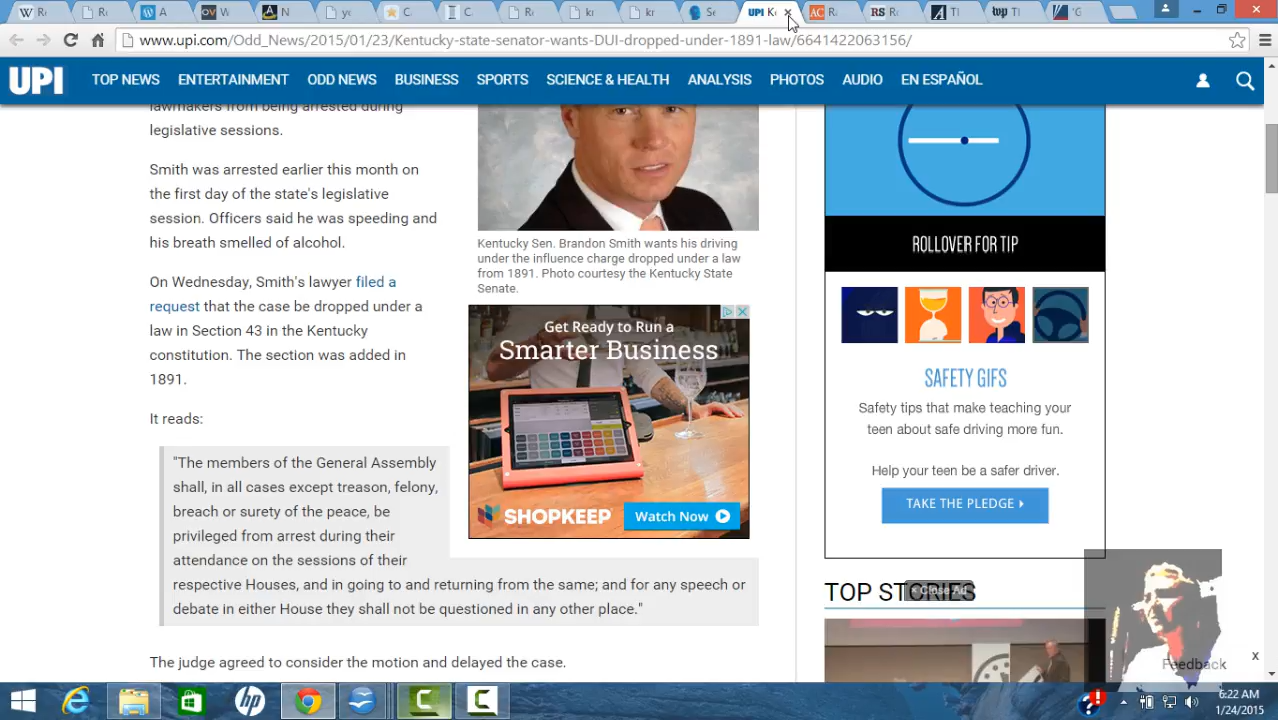 W R
R
A
OV W
A N
y
C
C
R
k
k
S
UPI K
AC R
RS R
T
wp T
'G
www.upi.com/Odd_News/2015/01/23/Kentucky-state-senator-wants-DUI-dropped-under-1891-law/6641422063156/
UPI TOP NEWS ENTERTAINMENT ODD NEWS BUSINESS SPORTS SCIENCE & HEALTH ANALYSIS PHOTOS AUDIO EN ESPAÑOL
lawmakers from being arrested during
legislative sessions.
Smith was arrested earlier this month on
the first day of the state's legislative
session. Officers said he was speeding and
his breath smelled of alcohol.
On Wednesday, Smith's lawyer filed a
request that the case be dropped under a
law in Section 43 in the Kentucky
constitution. The section was added in
1891.
It reads:
"The members of the General Assembly
shall, in all cases except treason, felony,
breach or surety of the peace, be
privileged from arrest during their
attendance on the sessions of their
respective Houses, and in going to and returning from the same; and for any speech or
debate in either House they shall not be questioned in any other place."
The judge agreed to consider the motion and delayed the case.
Kentucky Sen. Brandon Smith wants his driving
under the influence charge dropped under a law
from 1891. Photo courtesy the Kentucky State
Senate.
Get Ready to Run a
Smarter Business
SHOPKEEP
Watch Now
ROLLOVER FOR TIP
SAFETY GIFS
Safety tips that make teaching your
teen about safe driving more fun.
Help your teen be a safer driver.
TAKE THE PLEDGE
TOP STORIES
× Close Ad
Feedback
x
hp
6:22 AM
1/24/2015